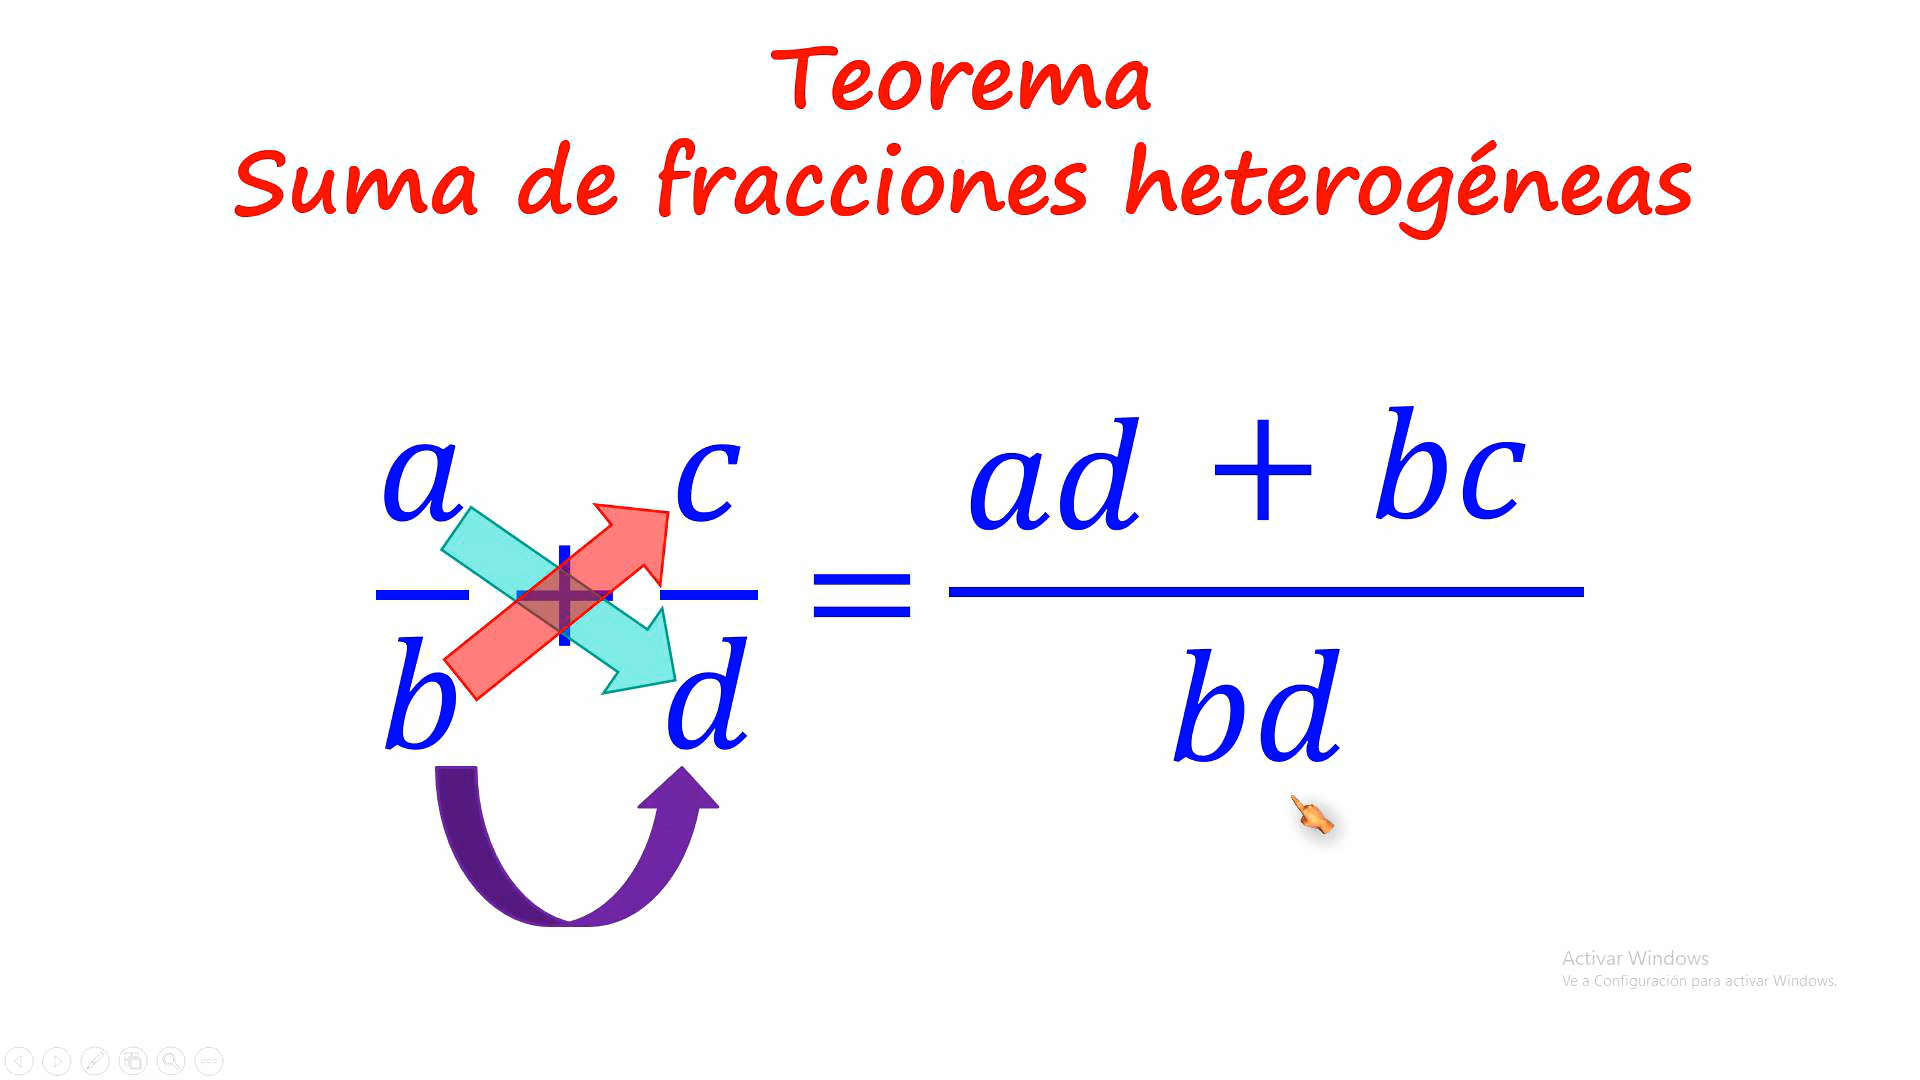 Teorema
Suma de fracciones heterogéneas
a/b + c/d = (ad + bc)/bd
Activar Windows
Ve a Configuración para activar Windows.